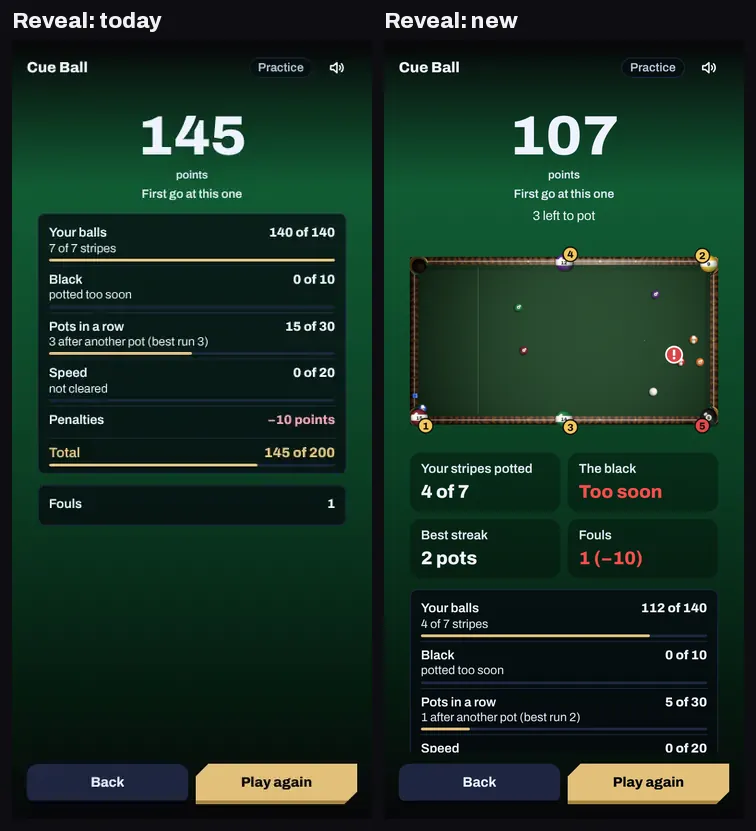 Reveal: today
Cue Ball
Practice
145
points
First go at this one
Your balls 140 of 140
7 of 7 stripes
Black 0 of 10
potted too soon
Pots in a row 15 of 30
3 after another pot (best run 3)
Speed 0 of 20
not cleared
Penalties −10 points
Total 145 of 200
Fouls 1
Back
Play again
Reveal: new
Cue Ball
Practice
107
points
First go at this one
3 left to pot
4
2
!
1
3
5
Your stripes potted
4 of 7
The black
Too soon
Best streak
2 pots
Fouls
1 (−10)
Your balls 112 of 140
4 of 7 stripes
Black 0 of 10
potted too soon
Pots in a row 5 of 30
1 after another pot (best run 2)
Speed 0 of 20
Back
Play again